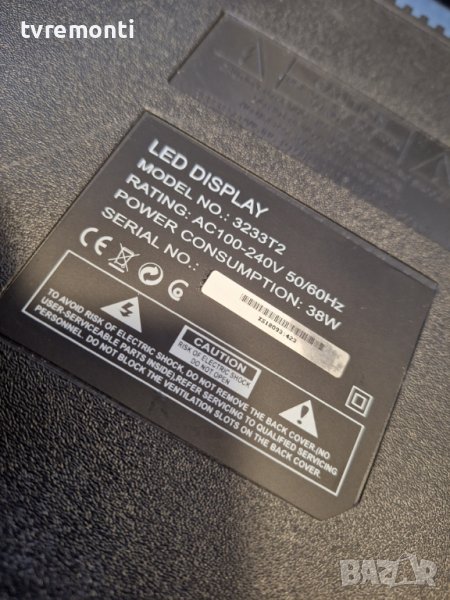 tvremonti
LED DISPLAY
MODEL NO.: 3233T2
RATING: AC100-240V 50/60Hz
POWER CONSUMPTION: 38W
SERIAL NO.:
CE
CAUTION
RISK OF ELECTRIC SHOCK
DO NOT OPEN
TO AVOID RISK OF ELECTRIC SHOCK, DO NOT REMOVE THE BACK COVER,(NO
USER-SERVICEABLE PARTS INSIDE),REFER SERVICING TO QUALIFIED SERVICING
PERSONNEL. DO NOT BLOCK THE VENTILATION SLOTS ON THE BACK COVER
BAZAR